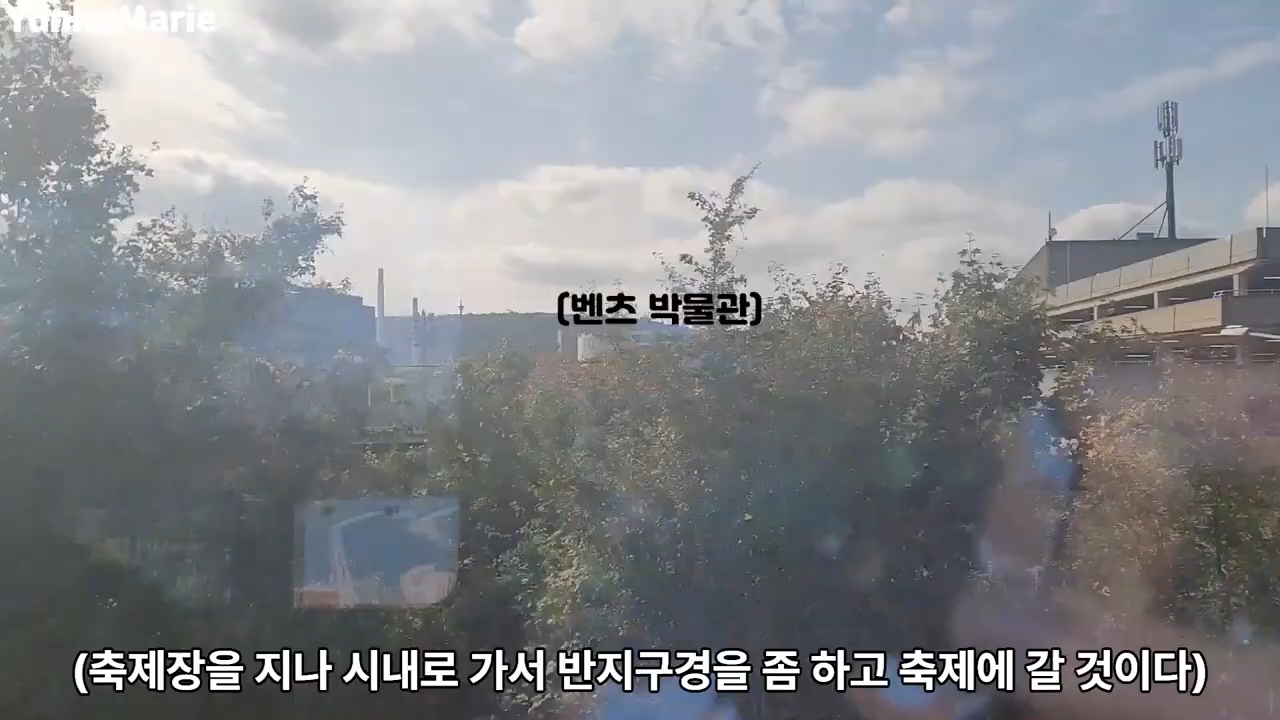 (벤츠 박물관)
(축제장을 지나 시내로 가서 반지구경을 좀 하고 축제에 갈 것이다)